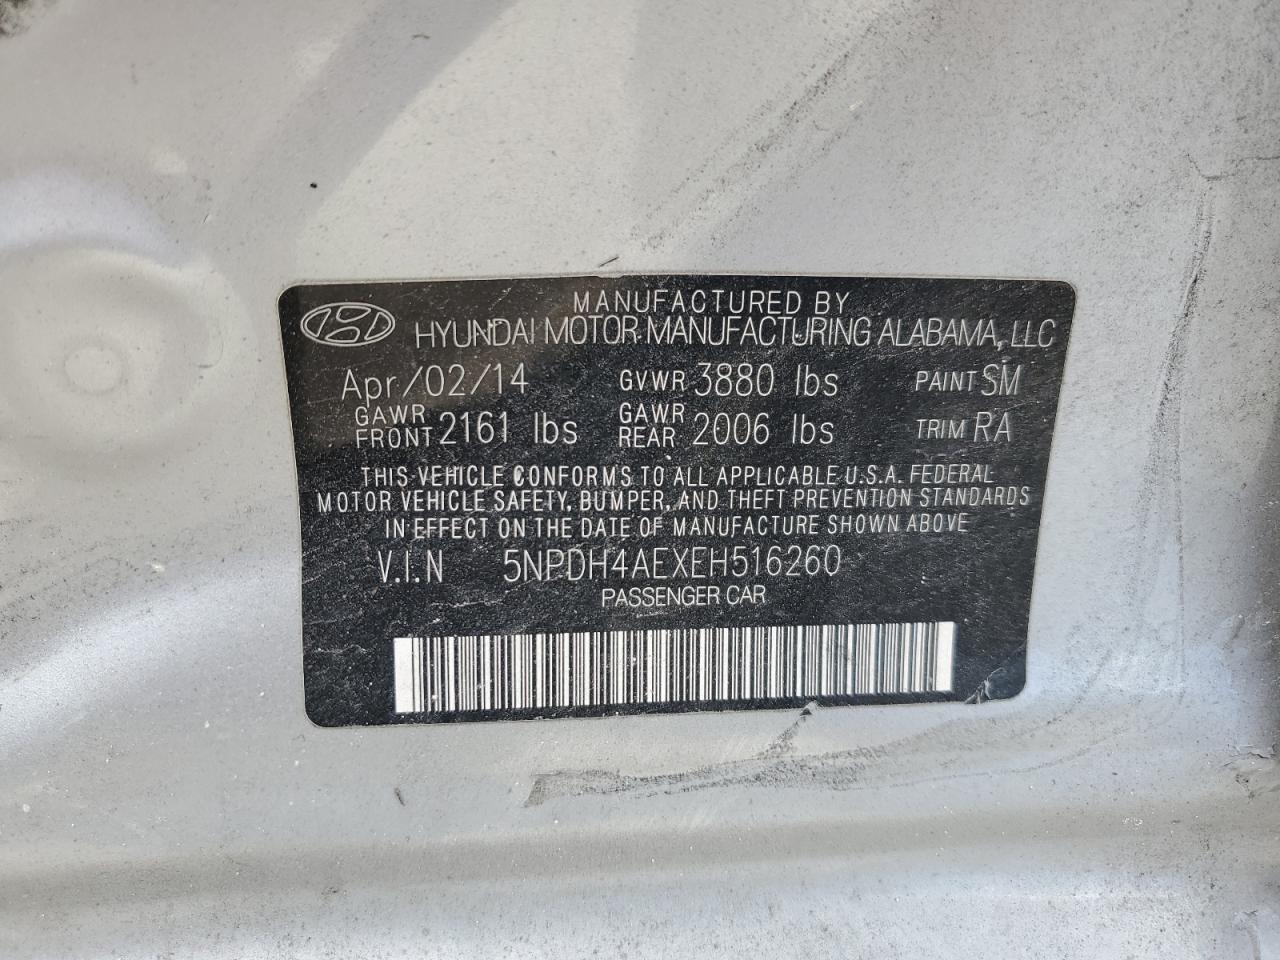 MANUFACTURED BY
HYUNDAI MOTOR MANUFACTURING ALABAMA, LLC
Apr/02/14 GVWR 3880 lbs PAINT SM
GAWR FRONT 2161 lbs GAWR REAR 2006 lbs TRIM RA
THIS VEHICLE CONFORMS TO ALL APPLICABLE U.S.A. FEDERAL
MOTOR VEHICLE SAFETY, BUMPER, AND THEFT PREVENTION STANDARDS
IN EFFECT ON THE DATE OF MANUFACTURE SHOWN ABOVE
V.I.N 5NPDH4AEXEH516260
PASSENGER CAR